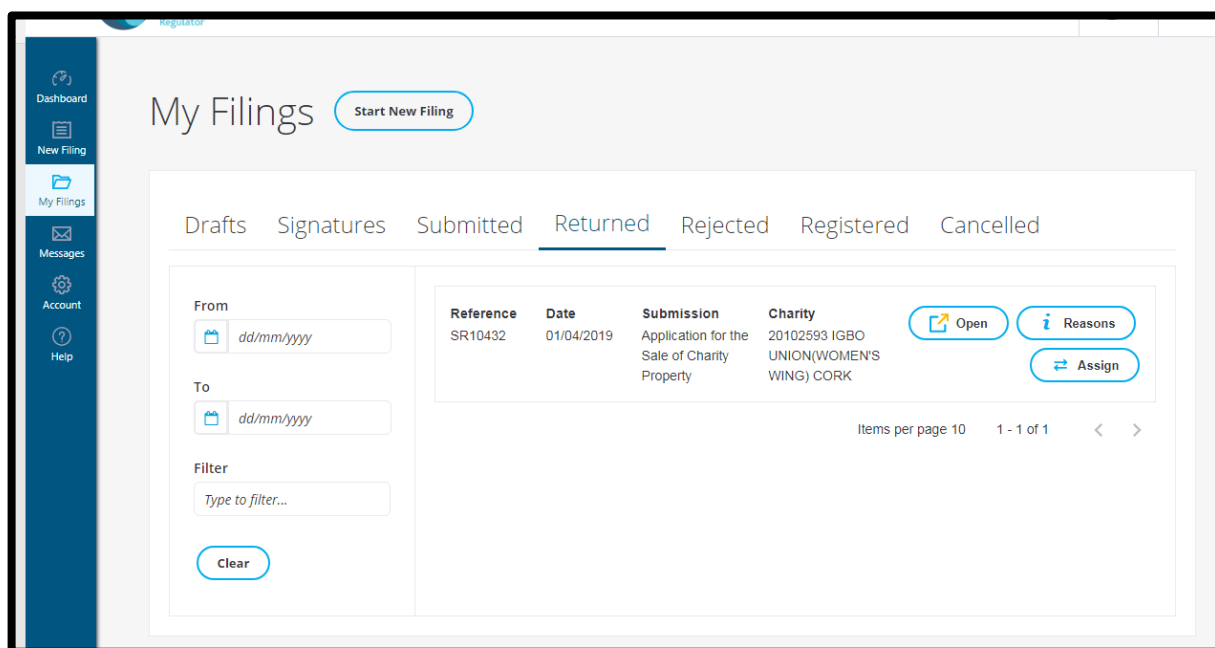 Regulator
Dashboard
New Filing
My Filings
Messages
Account
Help
My Filings
Start New Filing
Drafts Signatures Submitted Returned Rejected Registered Cancelled
From
dd/mm/yyyy
To
dd/mm/yyyy
Filter
Type to filter...
Clear
Reference Date Submission Charity
SR10432 01/04/2019 Application for the 20102593 IGBO
Sale of Charity UNION(WOMEN'S
Property WING) CORK
Open
Reasons
Assign
Items per page 10 1 - 1 of 1